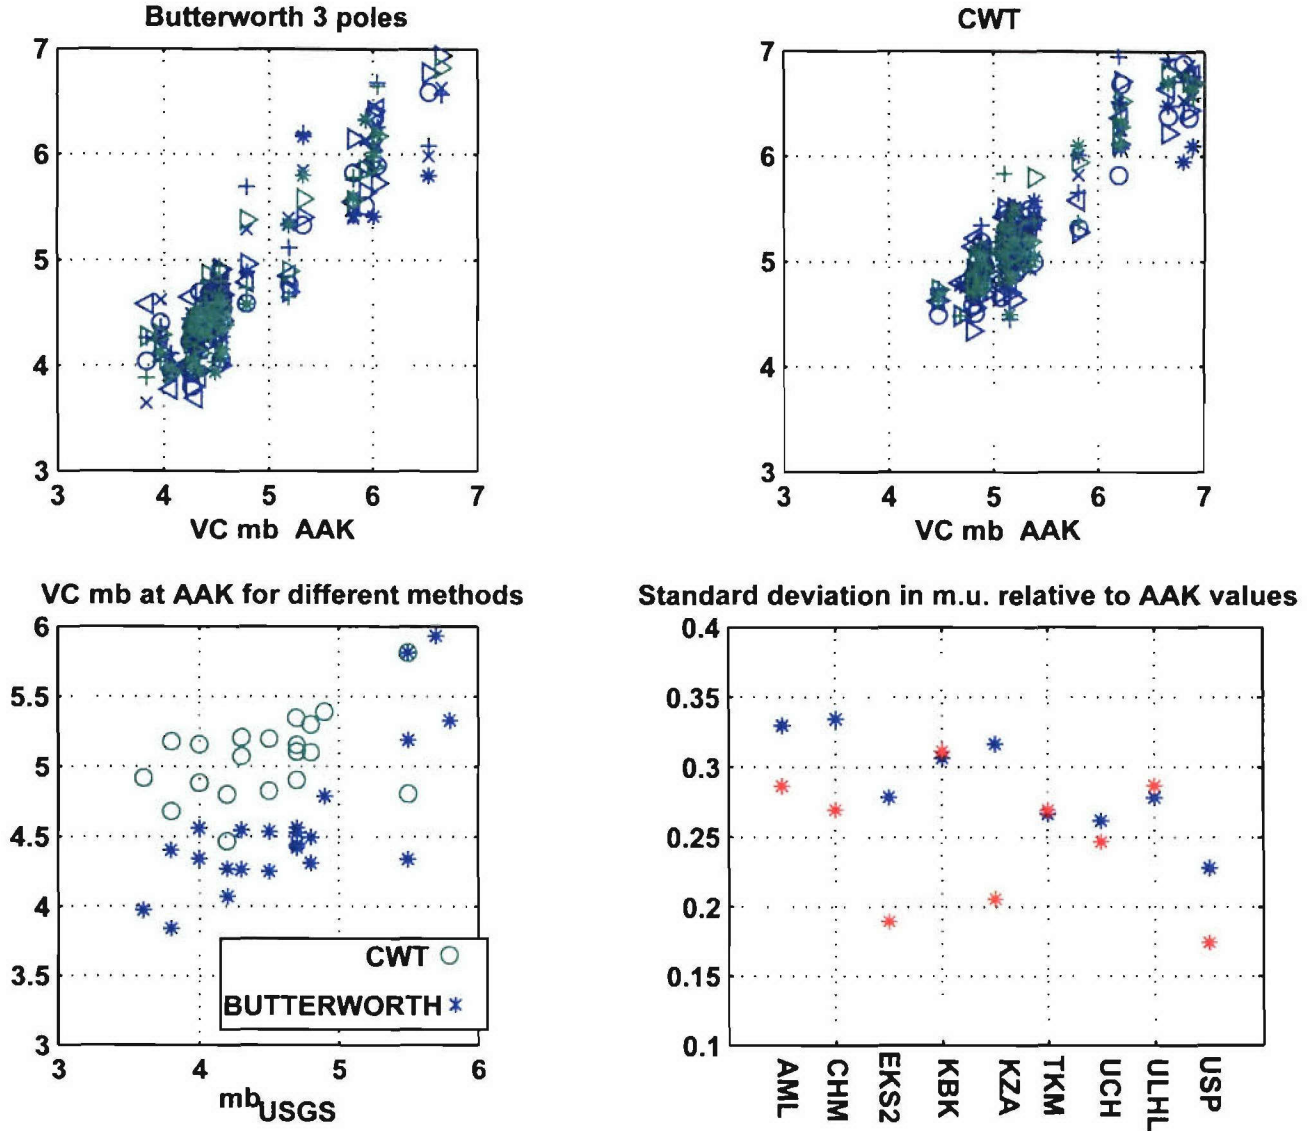 Butterworth 3 poles
7
6
5
4
3
3 4 5 6 7
VC mb AAK
CWT
7
6
5
4
3
3 4 5 6 7
VC mb AAK
VC mb at AAK for different methods
6
5.5
5
4.5
4
3.5
3
CWT
BUTTERWORTH
3 4 5 6
mbUSGS
Standard deviation in m.u. relative to AAK values
0.4
0.35
0.3
0.25
0.2
0.15
0.1
AML
CHM
EKS2
KBK
KZA
TKM
UCH
ULHL
USP